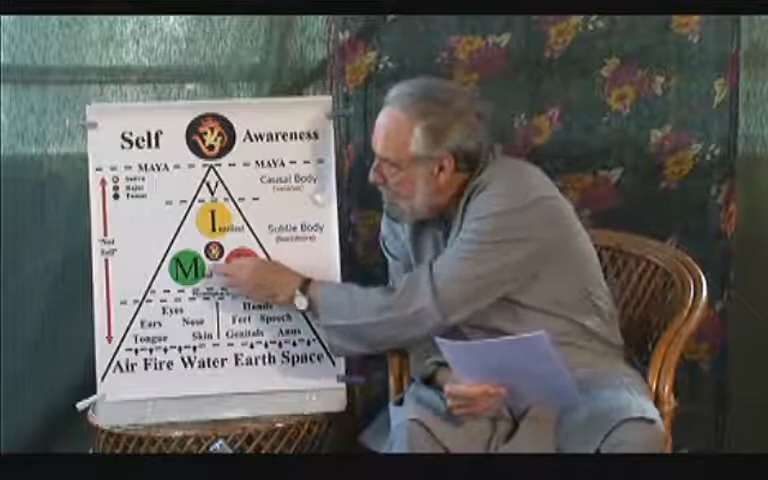 Self Awareness
MAYA MAYA
Causal Body
V
Intellect
Subtle Body
"Not
Self"
M
Eyes Hands
Ears Nose Feet Speech
Tongue Skin Genitals Anus
Air Fire Water Earth Space